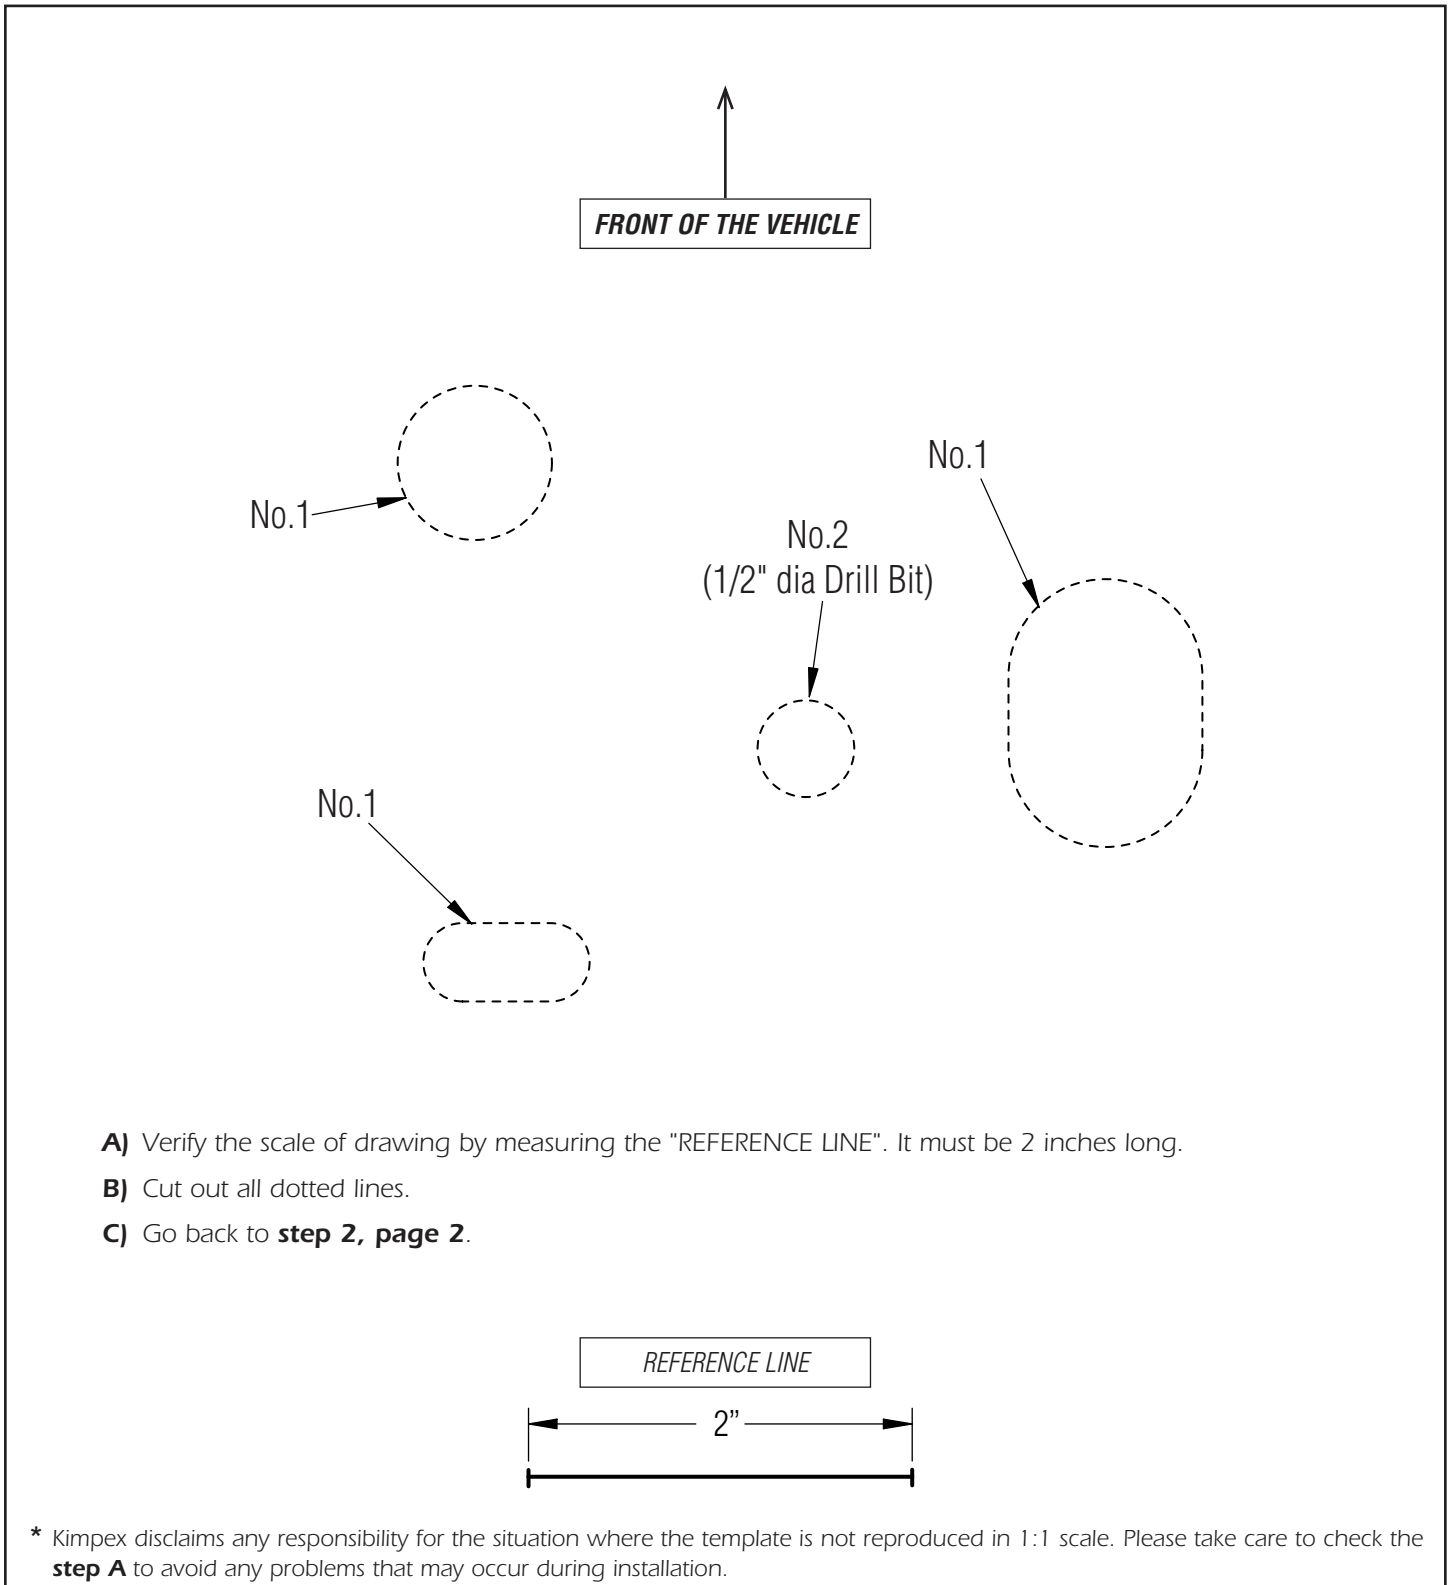 FRONT OF THE VEHICLE
No.1
No.1
No.2
(1/2" dia Drill Bit)
No.1
A) Verify the scale of drawing by measuring the "REFERENCE LINE". It must be 2 inches long.
B) Cut out all dotted lines.
C) Go back to step 2, page 2.
REFERENCE LINE
2”
* Kimpex disclaims any responsibility for the situation where the template is not reproduced in 1:1 scale. Please take care to check the
step A to avoid any problems that may occur during installation.